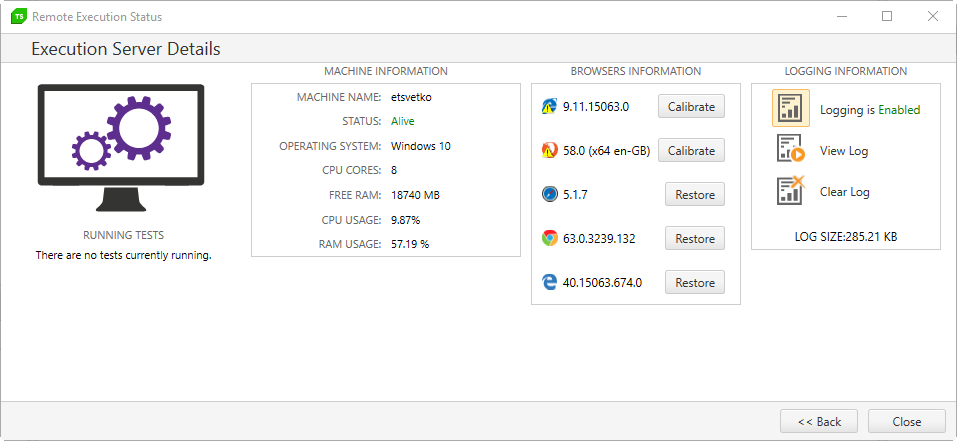 TS Remote Execution Status
Execution Server Details
RUNNING TESTS
There are no tests currently running.
MACHINE INFORMATION
MACHINE NAME: etsvetko
STATUS: Alive
OPERATING SYSTEM: Windows 10
CPU CORES: 8
FREE RAM: 18740 MB
CPU USAGE: 9.87%
RAM USAGE: 57.19 %
BROWSERS INFORMATION
9.11.15063.0 Calibrate
58.0 (x64 en-GB) Calibrate
5.1.7 Restore
63.0.3239.132 Restore
40.15063.674.0 Restore
LOGGING INFORMATION
Logging is Enabled
View Log
Clear Log
LOG SIZE:285.21 KB
<< Back Close